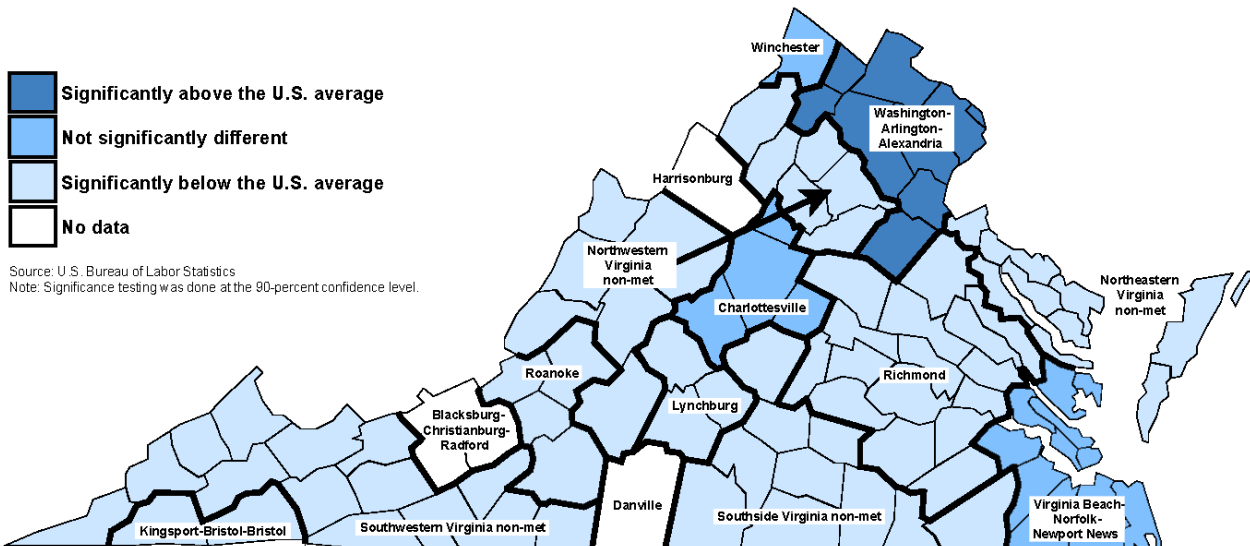 Significantly above the U.S. average
Not significantly different
Significantly below the U.S. average
No data
Source: U.S. Bureau of Labor Statistics
Note: Significance testing was done at the 90-percent confidence level.
Winchester
Washington-
Arlington-
Alexandria
Harrisonburg
Northwestern
Virginia
non-met
Northeastern
Virginia
non-met
Charlottesville
Roanoke
Richmond
Lynchburg
Blacksburg-
Christianburg-
Radford
Danville
Kingsport-Bristol-Bristol
Southwestern Virginia non-met
Southside Virginia non-met
Virginia Beach-
Norfolk-
Newport News